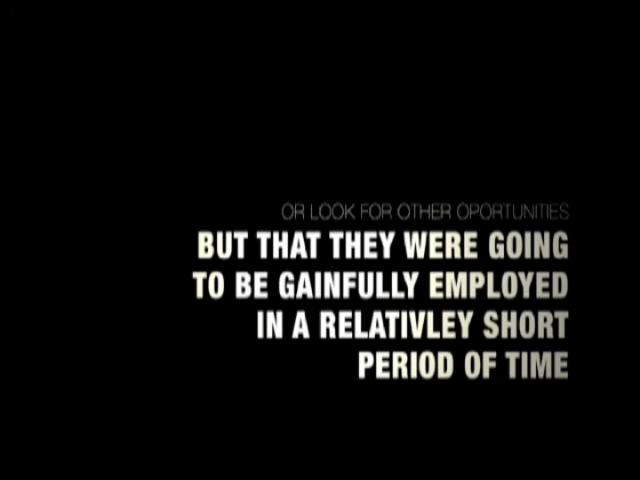 OR LOOK FOR OTHER OPORTUNITIES
BUT THAT THEY WERE GOING
TO BE GAINFULLY EMPLOYED
IN A RELATIVLEY SHORT
PERIOD OF TIME